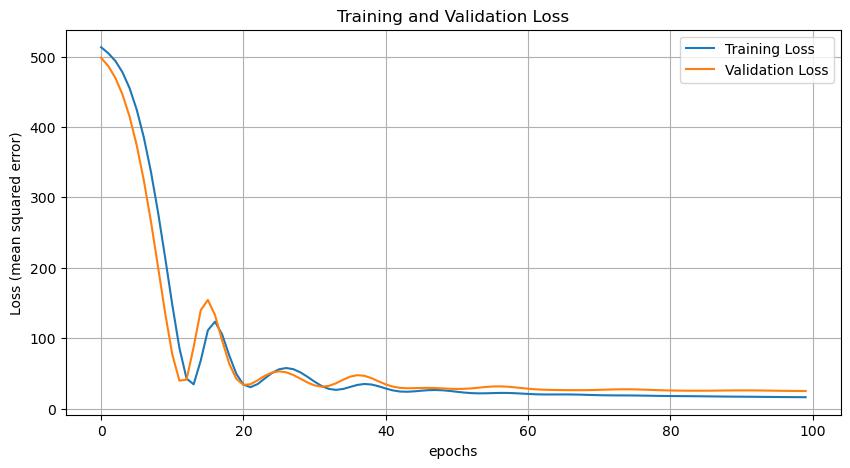 Training and Validation Loss
Training Loss
Validation Loss
500
400
300
200
100
0
Loss (mean squared error)
0 20 40 60 80 100
epochs